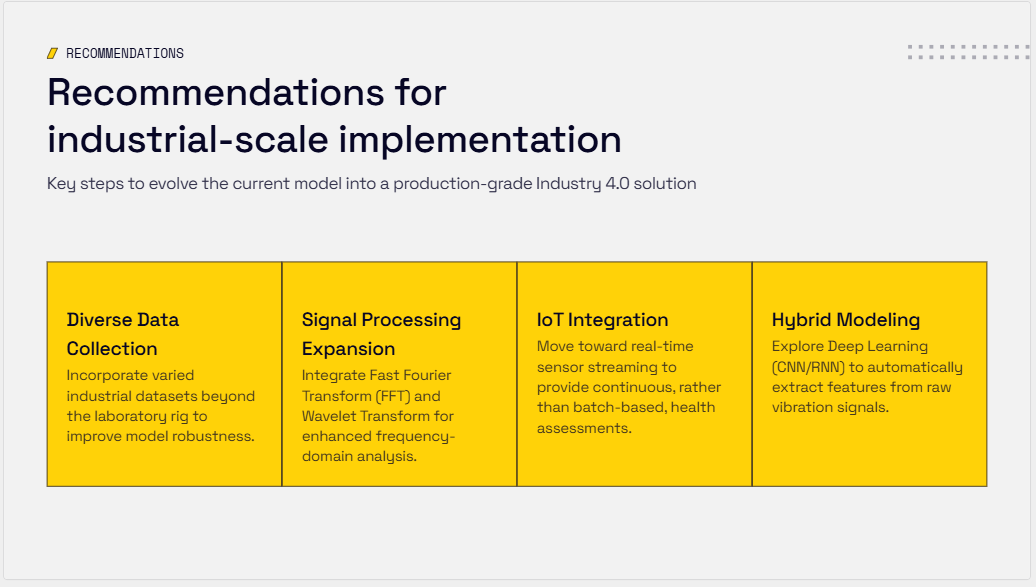 RECOMMENDATIONS
Recommendations for
industrial-scale implementation
Key steps to evolve the current model into a production-grade Industry 4.0 solution
Diverse Data
Collection
Incorporate varied
industrial datasets beyond
the laboratory rig to
improve model robustness.
Signal Processing
Expansion
Integrate Fast Fourier
Transform (FFT) and
Wavelet Transform for
enhanced frequency-
domain analysis.
IoT Integration
Move toward real-time
sensor streaming to
provide continuous, rather
than batch-based, health
assessments.
Hybrid Modeling
Explore Deep Learning
(CNN/RNN) to automatically
extract features from raw
vibration signals.